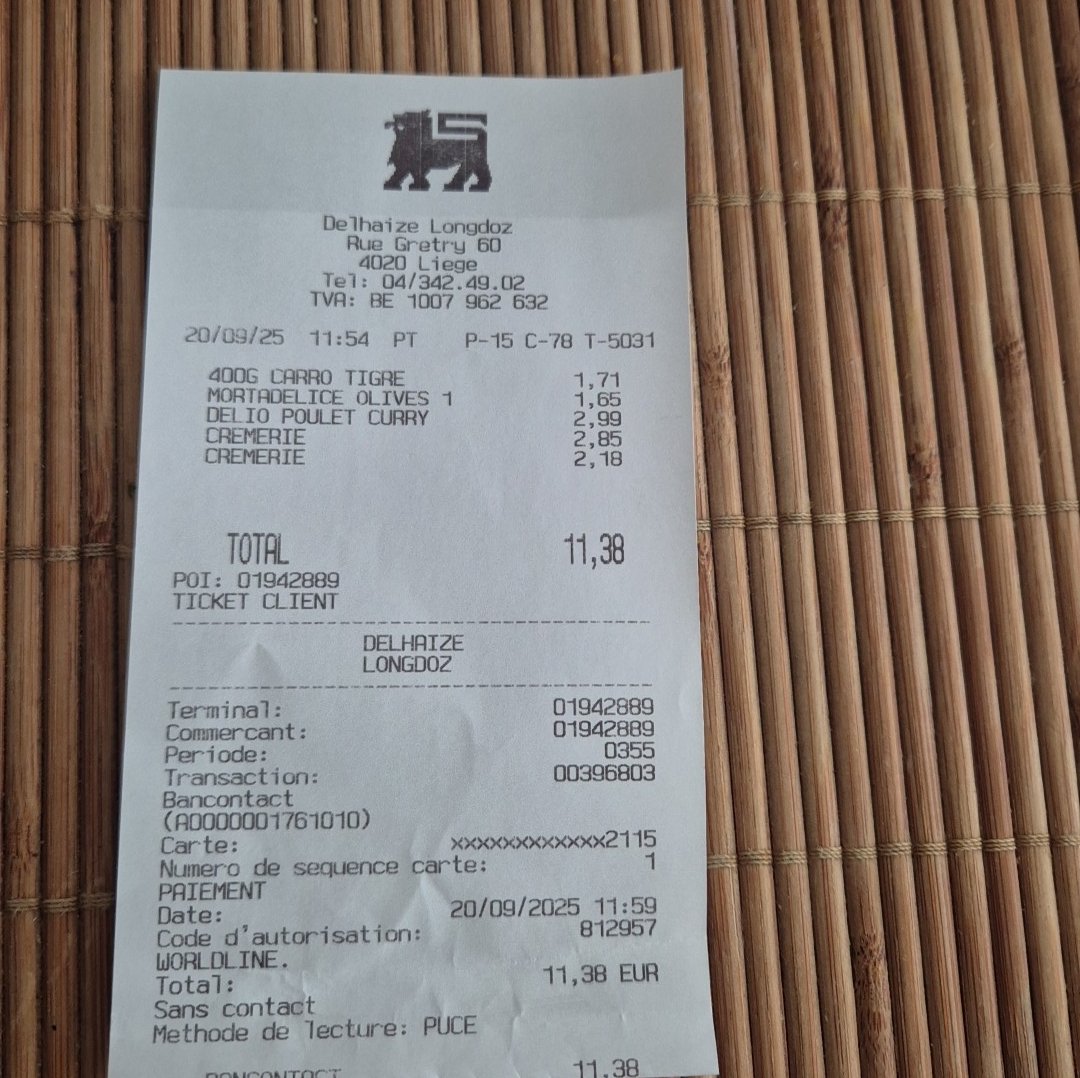 Delhaize Longdoz
Rue Gretry 60
4020 Liege
Tel: 04/342.49.02
TVA: BE 1007 962 632
20/09/25 11:54 PT P-15 C-78 T-5031
400G CARRO TIGRE 1,71
MORTADELICE OLIVES 1 1,65
DELIO POULET CURRY 2,99
CREMERIE 2,85
CREMERIE 2,18
TOTAL 11,38
POI: 01942889
TICKET CLIENT
DELHAIZE
LONGDOZ
Terminal: 01942889
Commercant: 01942889
Periode: 0355
Transaction: 00396803
Bancontact
(A0000001761010)
Carte: xxxxxxxxxxxx2115
Numero de sequence carte: 1
PAIEMENT
Date: 20/09/2025 11:59
Code d'autorisation: 812957
WORLDLINE.
Total: 11,38 EUR
Sans contact
Methode de lecture: PUCE
BANCONTACT 11,38